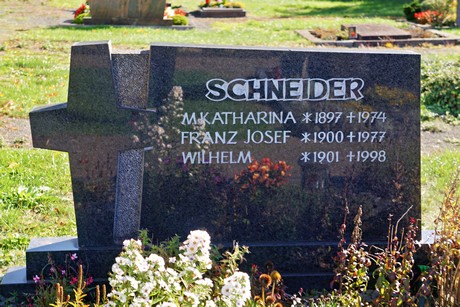 SCHNEIDER
M. KATHARINA *1897 +1974
FRANZ JOSEF *1900 +1977
WILHELM *1901 +1998